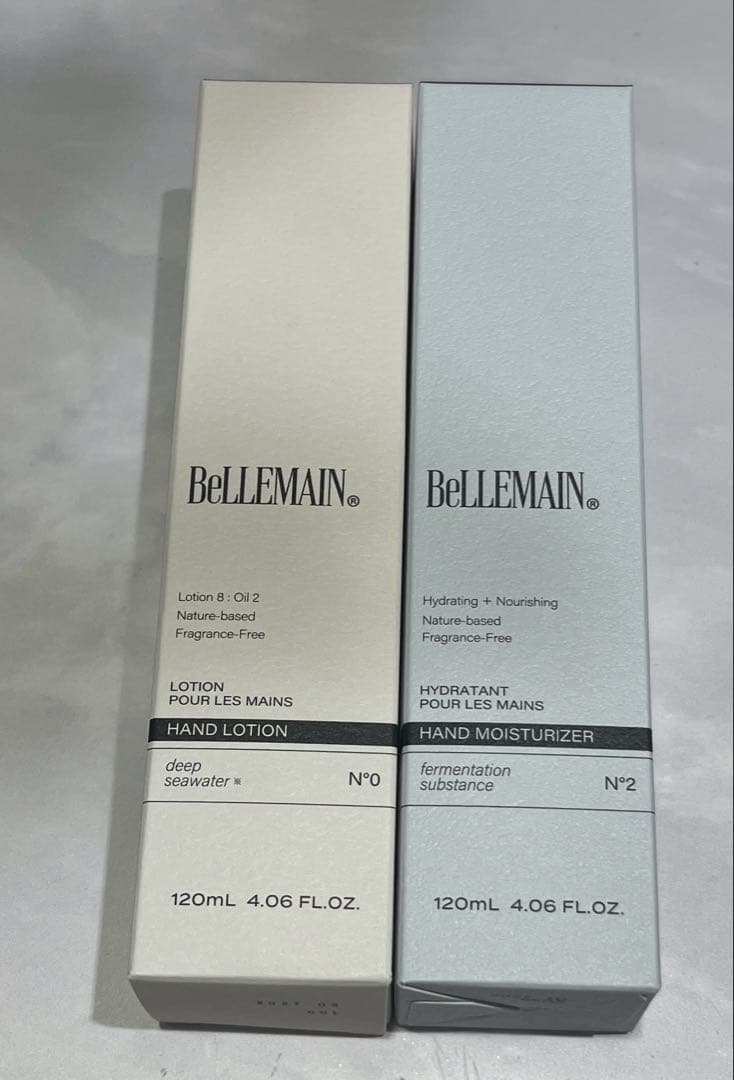 BeLLEMAIN®
Lotion 8 : Oil 2
Nature-based
Fragrance-Free
LOTION
POUR LES MAINS
HAND LOTION
deep
seawater※
N°0
120mL 4.06 FL.OZ.
BeLLEMAIN®
Hydrating + Nourishing
Nature-based
Fragrance-Free
HYDRATANT
POUR LES MAINS
HAND MOISTURIZER
fermentation
substance
N°2
120mL 4.06 FL.OZ.